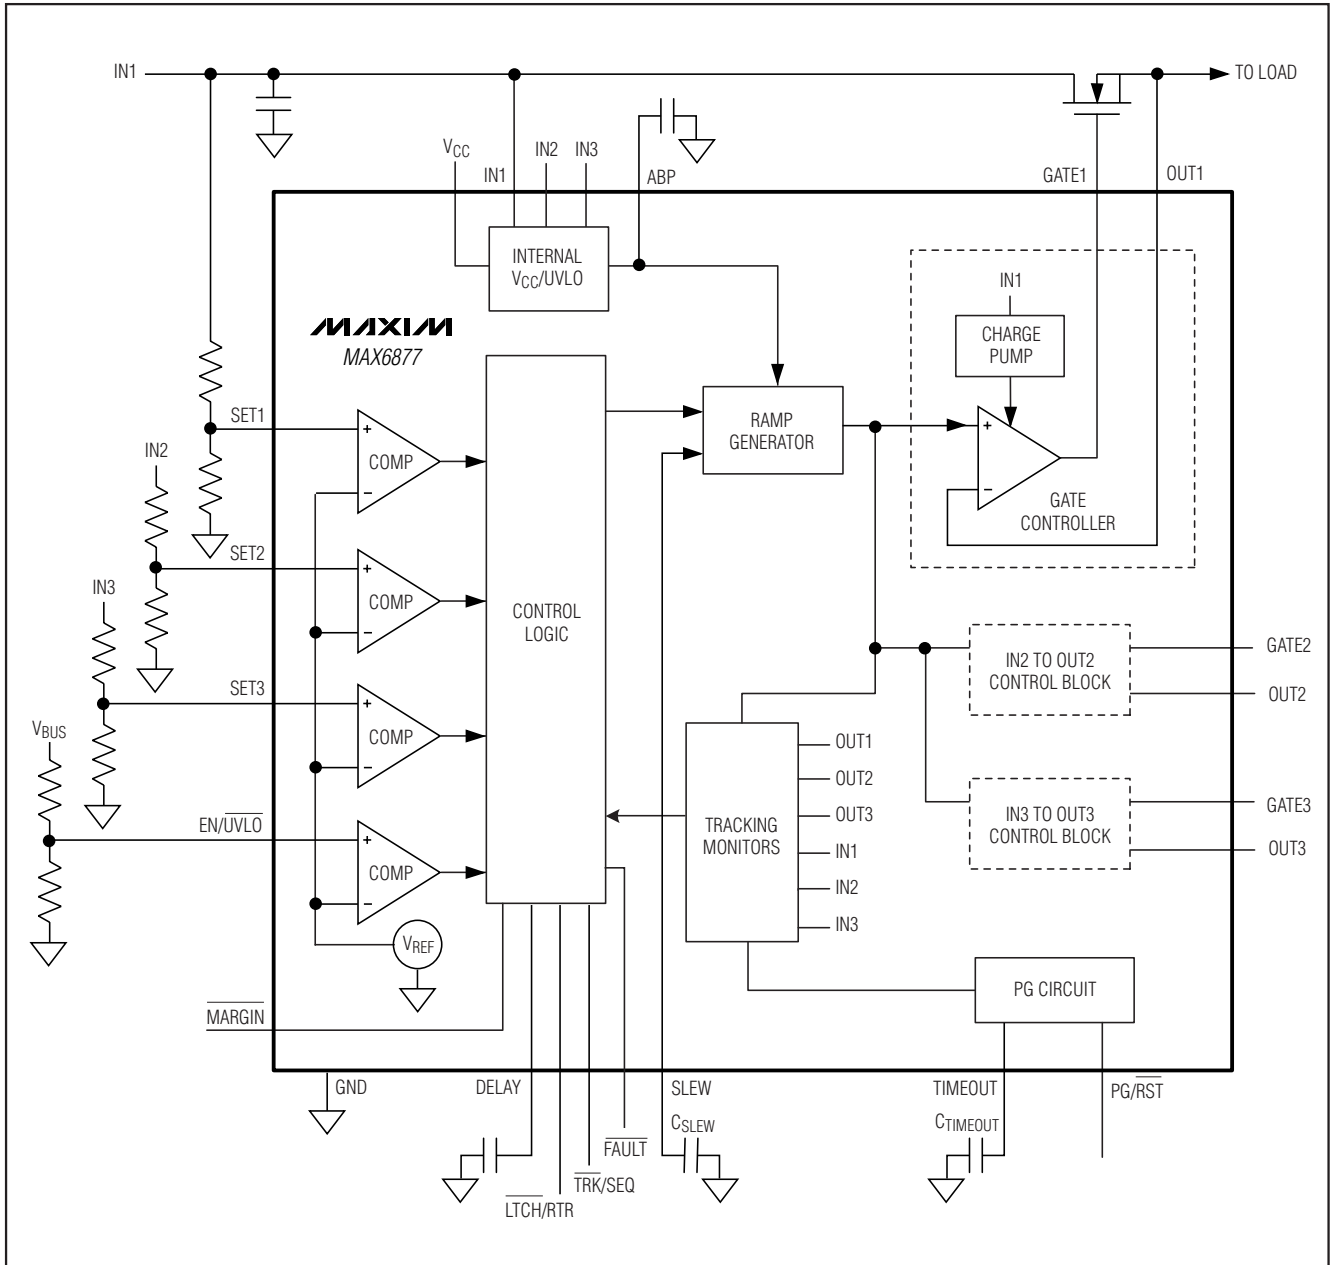 IN1
TO LOAD
VCC
IN1
IN2
IN3
ABP
GATE1
OUT1
INTERNAL
VCC/UVLO
MAXIM
MAX6877
IN1
CHARGE
PUMP
SET1
COMP
+
−
RAMP
GENERATOR
+
−
GATE
CONTROLLER
IN2
SET2
COMP
+
−
CONTROL
LOGIC
IN3
SET3
COMP
+
−
IN2 TO OUT2
CONTROL BLOCK
GATE2
OUT2
VBUS
OUT1
OUT2
OUT3
IN1
IN2
IN3
TRACKING
MONITORS
IN3 TO OUT3
CONTROL BLOCK
GATE3
OUT3
EN/UVLO
COMP
+
−
VREF
PG CIRCUIT
MARGIN
GND
DELAY
SLEW
TIMEOUT
PG/RST
CSLEW
CTIMEOUT
FAULT
TRK/SEQ
LTCH/RTR